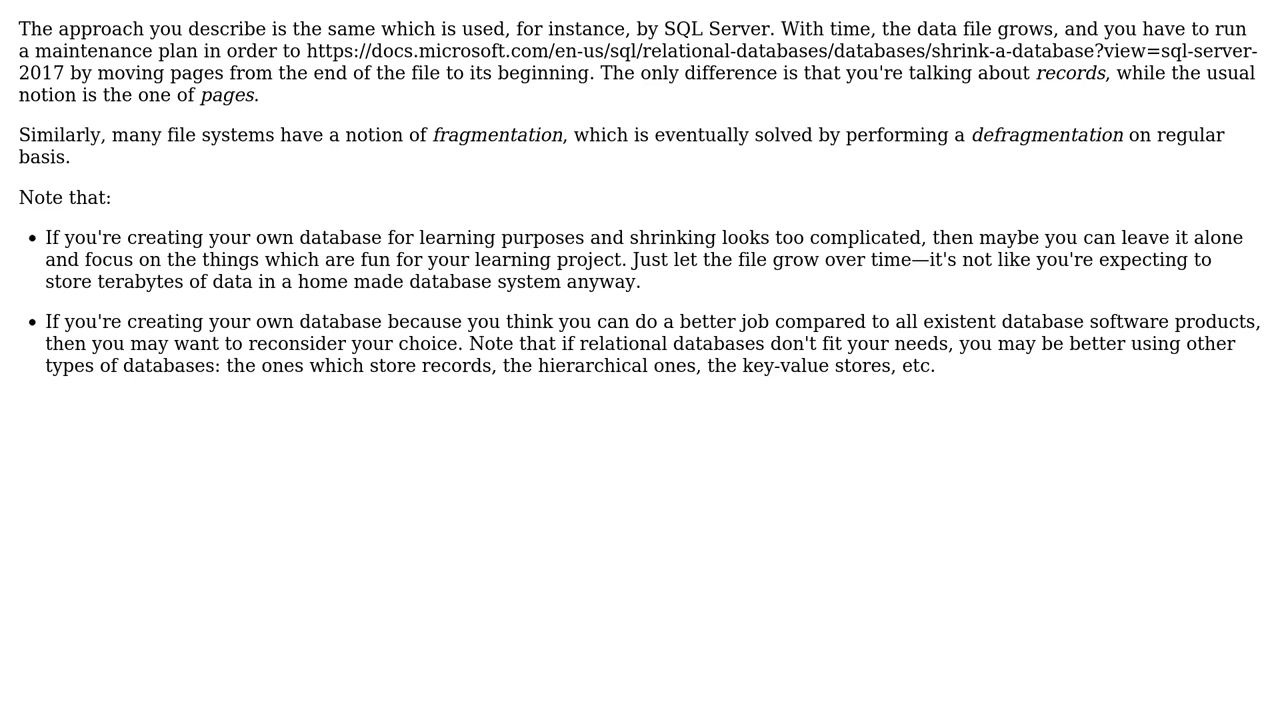 The approach you describe is the same which is used, for instance, by SQL Server. With time, the data file grows, and you have to run
a maintenance plan in order to https://docs.microsoft.com/en-us/sql/relational-databases/databases/shrink-a-database?view=sql-server-
2017 by moving pages from the end of the file to its beginning. The only difference is that you're talking about records, while the usual
notion is the one of pages.
Similarly, many file systems have a notion of fragmentation, which is eventually solved by performing a defragmentation on regular
basis.
Note that:
• If you're creating your own database for learning purposes and shrinking looks too complicated, then maybe you can leave it alone
and focus on the things which are fun for your learning project. Just let the file grow over time—it's not like you're expecting to
store terabytes of data in a home made database system anyway.
• If you're creating your own database because you think you can do a better job compared to all existent database software products,
then you may want to reconsider your choice. Note that if relational databases don't fit your needs, you may be better using other
types of databases: the ones which store records, the hierarchical ones, the key-value stores, etc.